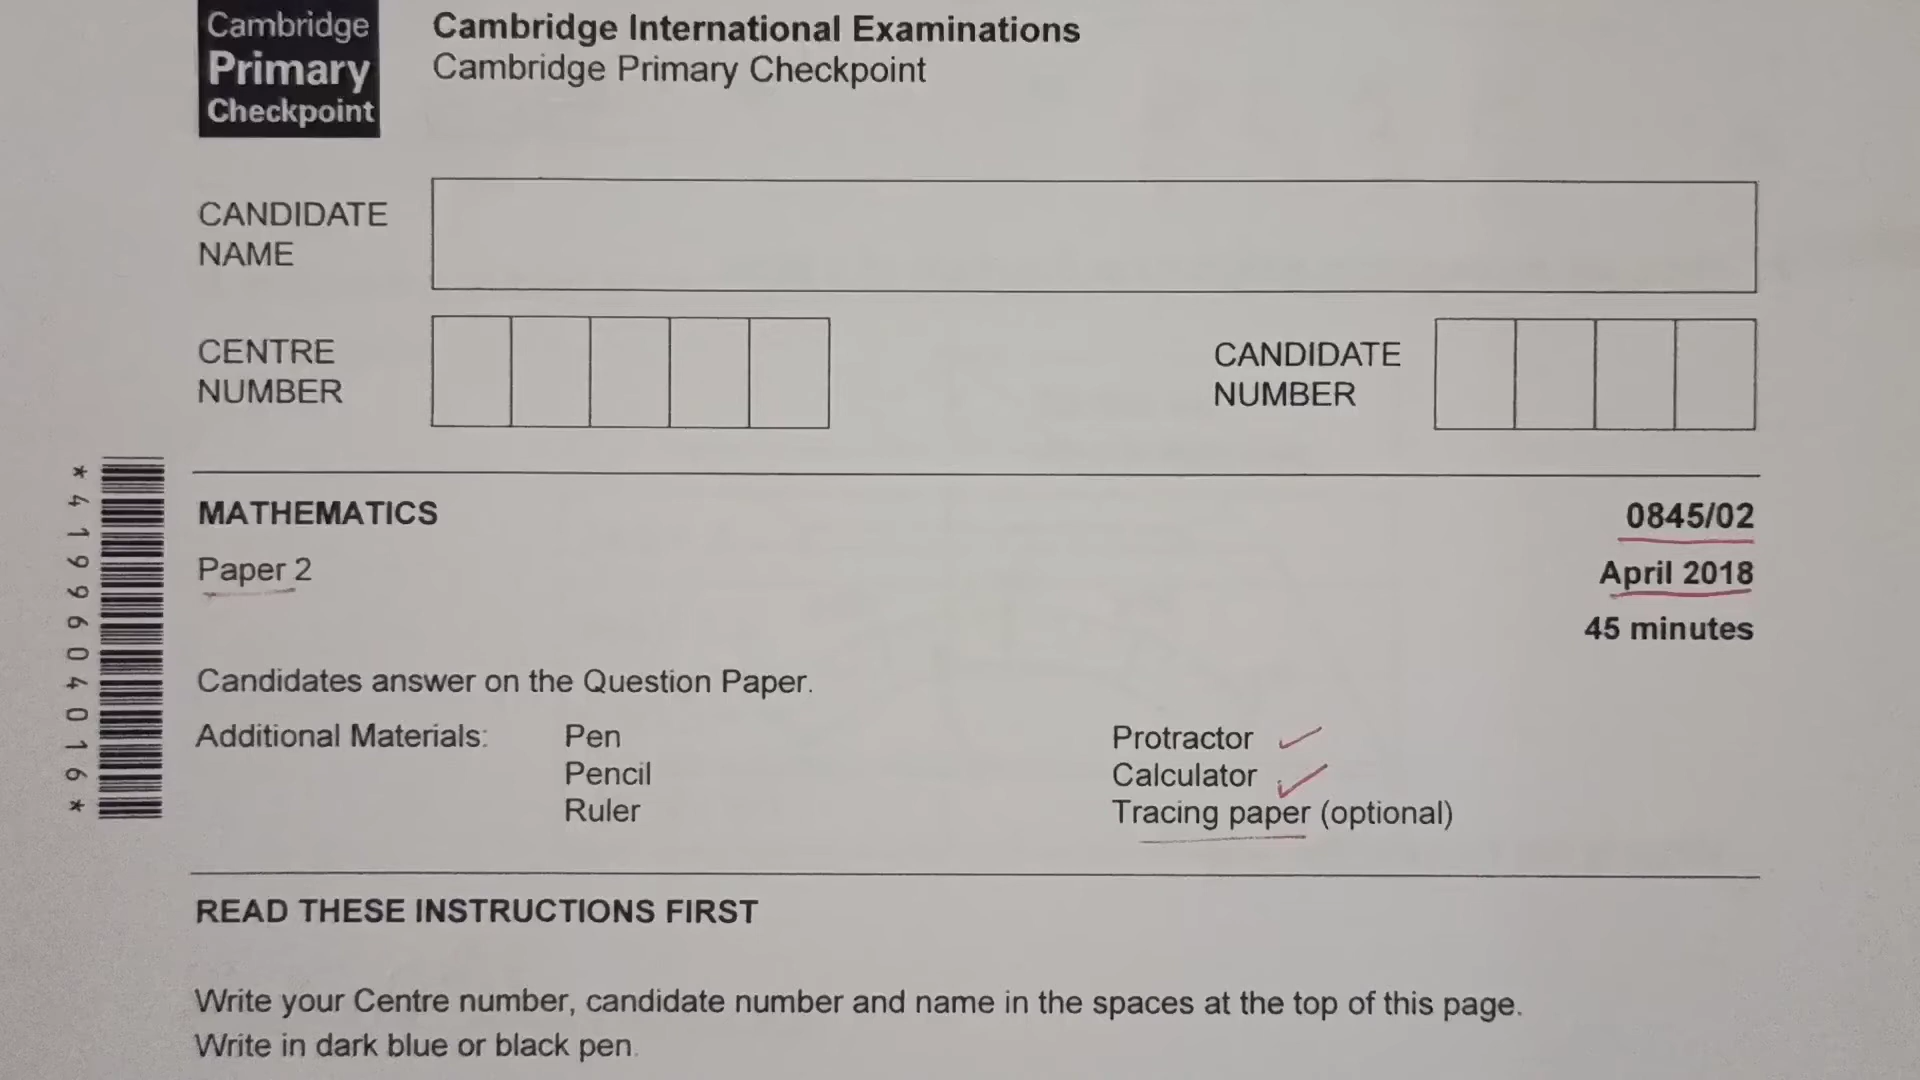 Cambridge
Primary
Checkpoint
Cambridge International Examinations
Cambridge Primary Checkpoint
CANDIDATE
NAME
CENTRE
NUMBER
CANDIDATE
NUMBER
*4199604016*
MATHEMATICS
0845/02
Paper 2
April 2018
45 minutes
Candidates answer on the Question Paper.
Additional Materials:
Pen
Pencil
Ruler
Protractor
Calculator
Tracing paper (optional)
READ THESE INSTRUCTIONS FIRST
Write your Centre number, candidate number and name in the spaces at the top of this page.
Write in dark blue or black pen.